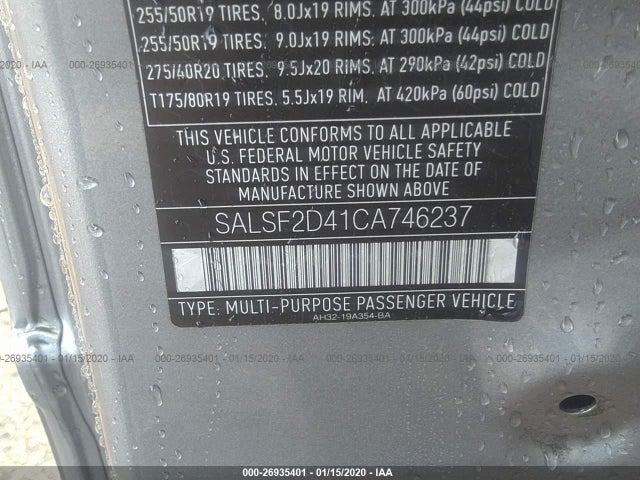 255/50R19 TIRES, 8.0Jx19 RIMS, AT 300kPa (44psi) COLD
255/50R19 TIRES, 9.0Jx19 RIMS, AT 300kPa (44psi) COLD
275/40R20 TIRES, 9.5Jx20 RIMS, AT 290kPa (42psi) COLD
T175/80R19 TIRES, 5.5Jx19 RIM, AT 420kPa (60psi) COLD
THIS VEHICLE CONFORMS TO ALL APPLICABLE
U.S. FEDERAL MOTOR VEHICLE SAFETY
STANDARDS IN EFFECT ON THE DATE OF
MANUFACTURE SHOWN ABOVE
SALSF2D41CA746237
TYPE: MULTI-PURPOSE PASSENGER VEHICLE
AH32-19A354-BA
000-26935401 - 01/15/2020 - IAA